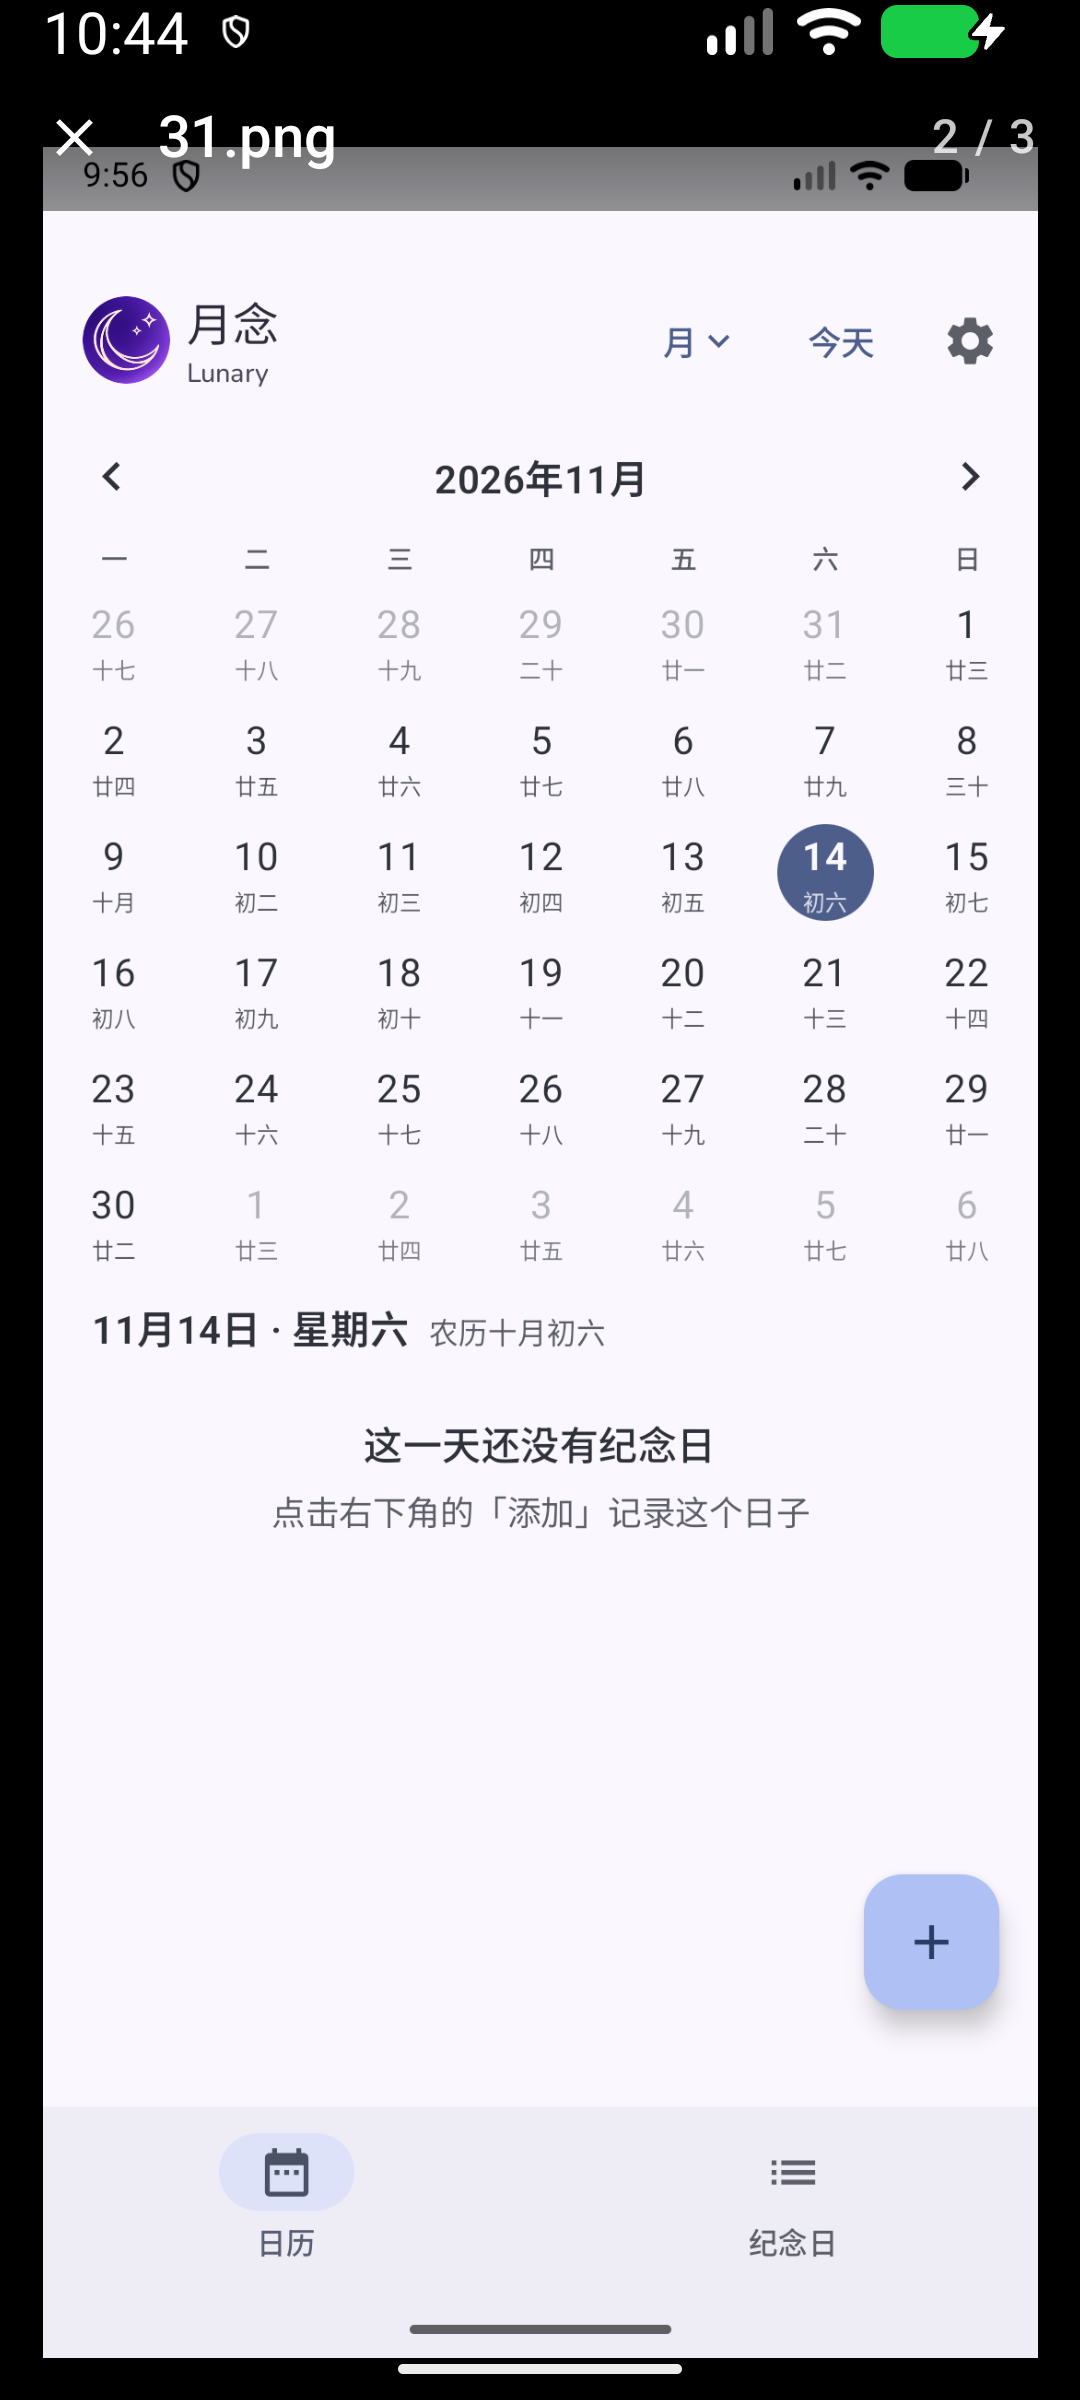 10:44
31.png
2 / 3
9:56
月念
Lunary
月
今天
2026年11月
一 二 三 四 五 六 日
26 27 28 29 30 31 1
十七 十八 十九 二十 廿一 廿二 廿三
2 3 4 5 6 7 8
廿四 廿五 廿六 廿七 廿八 廿九 三十
9 10 11 12 13 14 15
十月 初二 初三 初四 初五 初六 初七
16 17 18 19 20 21 22
初八 初九 初十 十一 十二 十三 十四
23 24 25 26 27 28 29
十五 十六 十七 十八 十九 二十 廿一
30 1 2 3 4 5 6
廿二 廿三 廿四 廿五 廿六 廿七 廿八
11月14日 · 星期六 农历十月初六
这一天还没有纪念日
点击右下角的「添加」记录这个日子
日历
纪念日